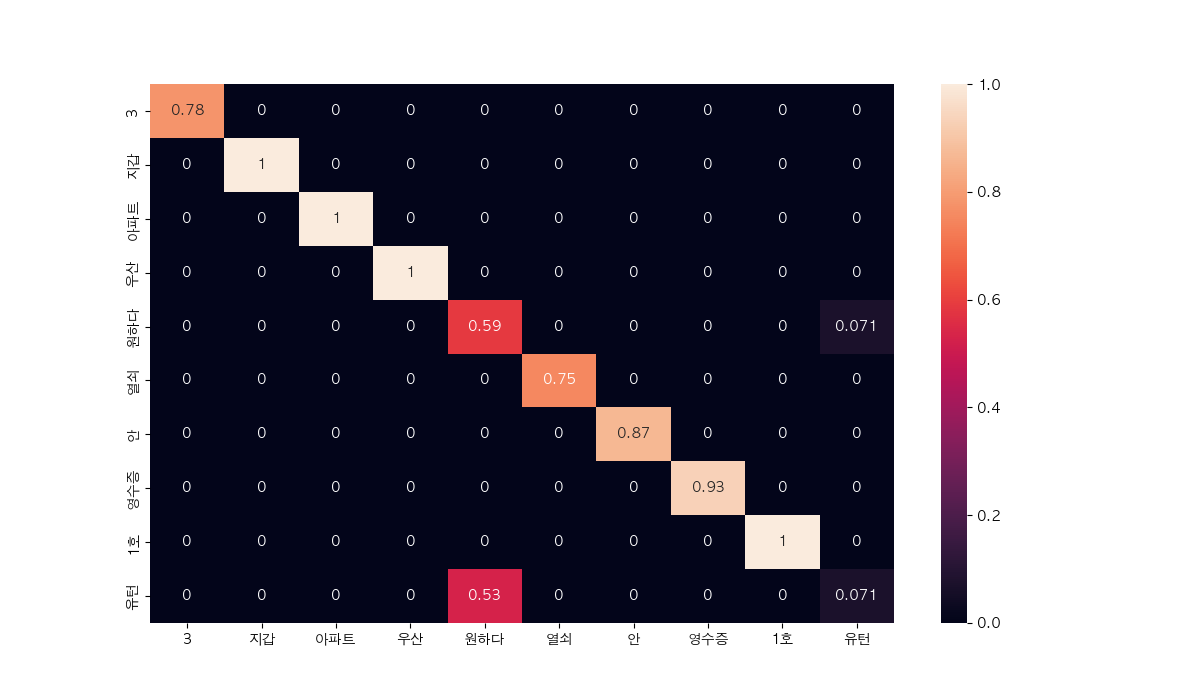 3 0.78 0 0 0 0 0 0 0 0 0
지갑 0 1 0 0 0 0 0 0 0 0
아파트 0 0 1 0 0 0 0 0 0 0
우산 0 0 0 1 0 0 0 0 0 0
원하다 0 0 0 0 0.59 0 0 0 0 0.071
열쇠 0 0 0 0 0 0.75 0 0 0 0
안 0 0 0 0 0 0 0.87 0 0 0
영수증 0 0 0 0 0 0 0 0.93 0 0
1호 0 0 0 0 0 0 0 0 1 0
유턴 0 0 0 0 0.53 0 0 0 0 0.071
3 지갑 아파트 우산 원하다 열쇠 안 영수증 1호 유턴
1.0
0.8
0.6
0.4
0.2
0.0